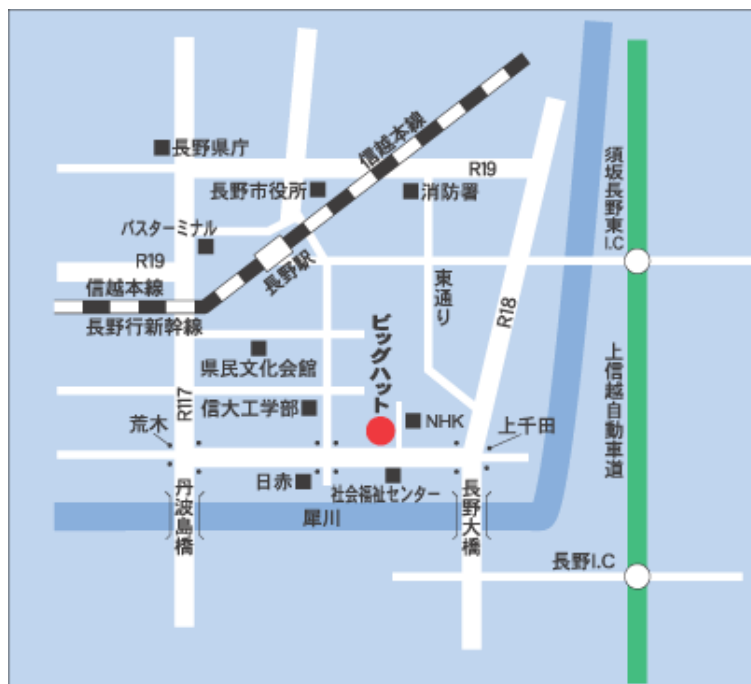 長野県庁
信越本線
R19
長野市役所
消防署
須坂長野東I.C
バスターミナル
R19
長野駅
東通り
信越本線
長野行新幹線
R18
ビッグハット
県民文化会館
上信越自動車道
R117
信大工学部
NHK
荒木
上千田
日赤
社会福祉センター
丹波島橋
犀川
長野大橋
長野I.C